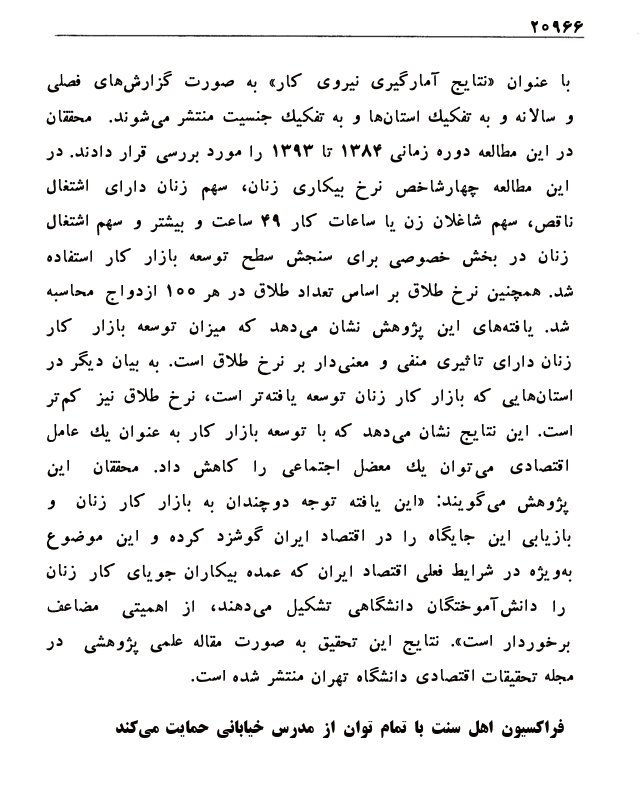 ۲۰۹۶۶
با عنوان «نتایج آمارگیری نیروی کار» به صورت گزارش‌های فصلی
و سالانه و به تفکیك استان‌ها و به تفکیك جنسیت منتشر می‌شوند. محققان
در این مطالعه دوره زمانی ۱۳۸۴ تا ۱۳۹۳ را مورد بررسی قرار دادند. در
این مطالعه چهارشاخص نرخ بیکاری زنان، سهم زنان دارای اشتغال
ناقص، سهم شاغلان زن یا ساعات کار ۴۹ ساعت و بیشتر و سهم اشتغال
زنان در بخش خصوصی برای سنجش سطح توسعه بازار کار استفاده
شد. همچنین نرخ طلاق بر اساس تعداد طلاق در هر ۱۰۰ ازدواج محاسبه
شد. یافته‌های این پژوهش نشان می‌دهد که میزان توسعه بازار کار
زنان دارای تاثیری منفی و معنی‌دار بر نرخ طلاق است. به بیان دیگر در
استان‌هایی که بازار کار زنان توسعه یافته‌تر است، نرخ طلاق نیز کم‌تر
است. این نتایج نشان می‌دهد که با توسعه بازار کار به عنوان یك عامل
اقتصادی می‌توان یك معضل اجتماعی را کاهش داد. محققان این
پژوهش می‌گویند: «این یافته توجه دوچندان به بازار کار زنان و
بازیابی این جایگاه را در اقتصاد ایران گوشزد کرده و این موضوع
به‌ویژه در شرایط فعلی اقتصاد ایران که عمده بیکاران جویای کار زنان
را دانش‌آموختگان دانشگاهی تشکیل می‌دهند، از اهمیتی مضاعف
برخوردار است». نتایج این تحقیق به صورت مقاله علمی پژوهشی در
مجله تحقیقات اقتصادی دانشگاه تهران منتشر شده است.
فراکسیون اهل سنت با تمام توان از مدرس خیابانی حمایت می‌کند